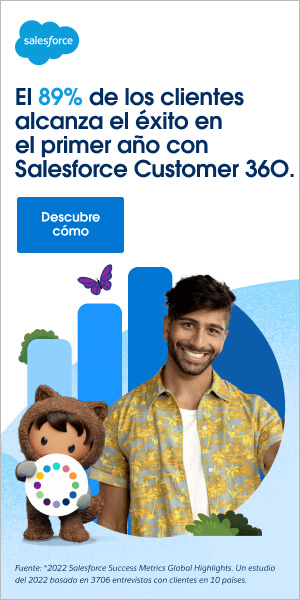 salesforce
El 89% de los clientes
alcanza el éxito en
el primer año con
Salesforce Customer 360.
Descubre
cómo
Fuente: *2022 Salesforce Success Metrics Global Highlights. Un estudio
del 2022 basado en 3706 entrevistas con clientes en 10 países.